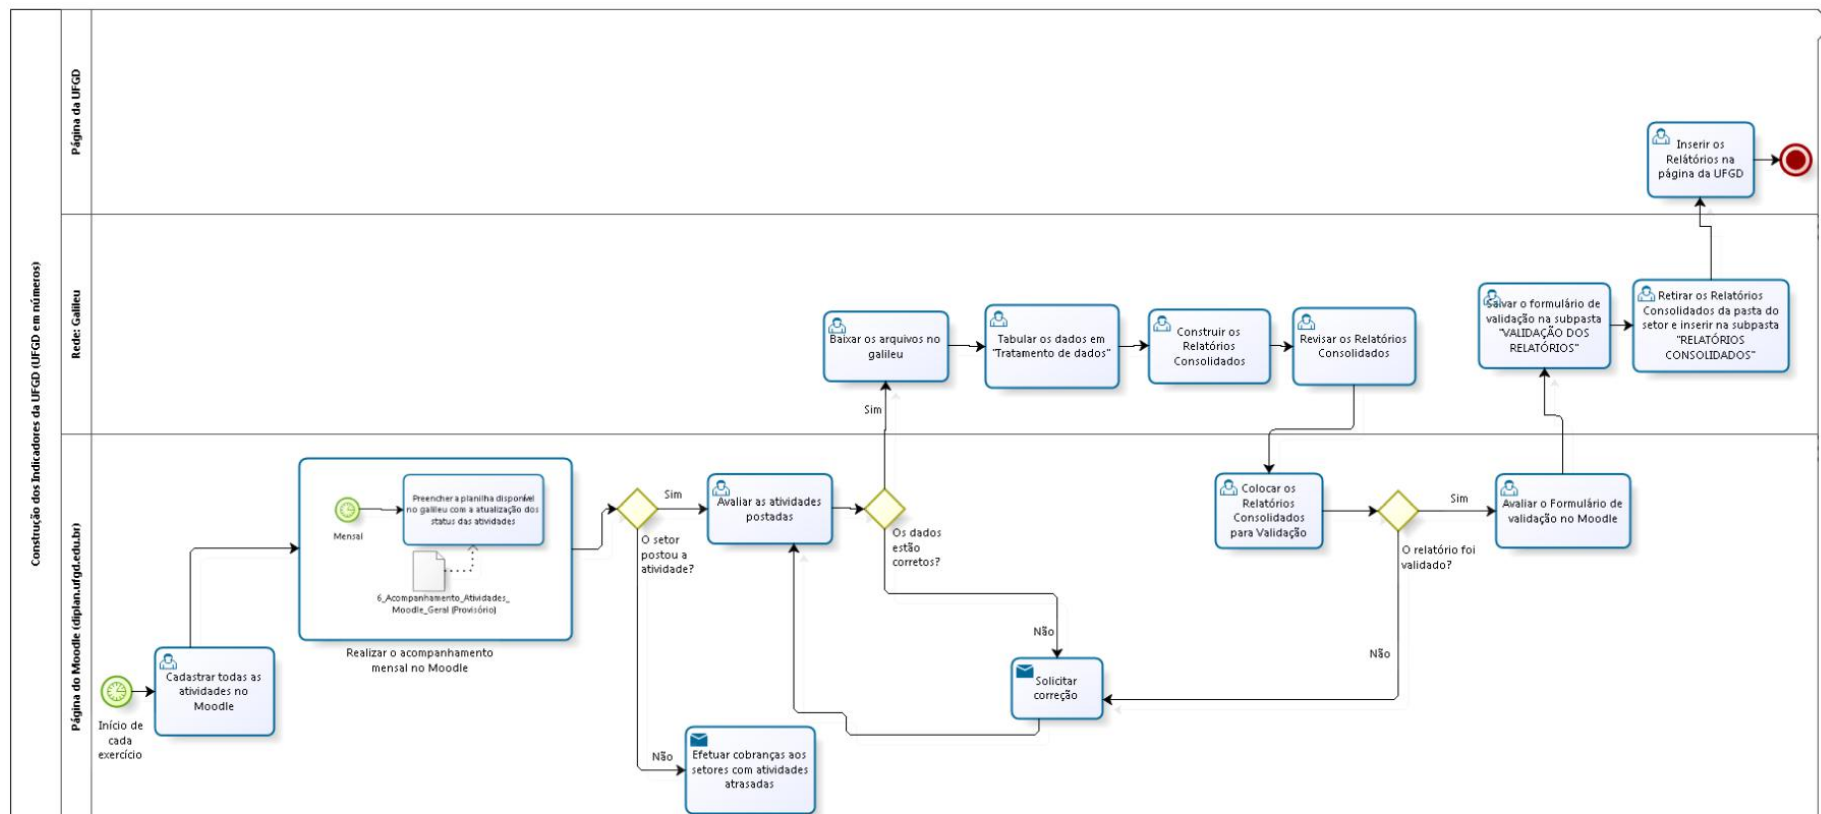 Construção dos Indicadores da UFGD (UFGD em números)
Página da UFGD
Inserir os
Relátórios na
página da UFGD
Rede: Galileu
Baixar os arquivos no
galileu
Tabular os dados em
"Tratamento de dados"
Construir os
Relatórios
Consolidados
Revisar os Relatórios
Consolidados
Salvar o formulário de
validação na subpasta
"VALIDAÇÃO DOS
RELATÓRIOS"
Retirar os Relatórios
Consolidados da pasta do
setor e inserir na subpasta
"RELATÓRIOS
CONSOLIDADOS"
Sim
Página do Moodle (diplan.ufgd.edu.br)
Início de
cada
exercício
Cadastrar todas as
atividades no
Moodle
Mensal
Preencher a planilha disponível
no galileu com a atualização dos
status das atividades
6_Acompanhamento_Atividades_
Moodle_Geral (Provisório)
Realizar o acompanhamento
mensal no Moodle
O setor
postou a
atividade?
Sim
Não
Avaliar as atividades
postadas
Efetuar cobranças aos
setores com atividades
atrasadas
Os dados
estão
corretos?
Não
Solicitar
correção
Colocar os
Relatórios
Consolidados
para Validação
O relatório foi
validado?
Sim
Não
Avaliar o Formulário de
validação no Moodle